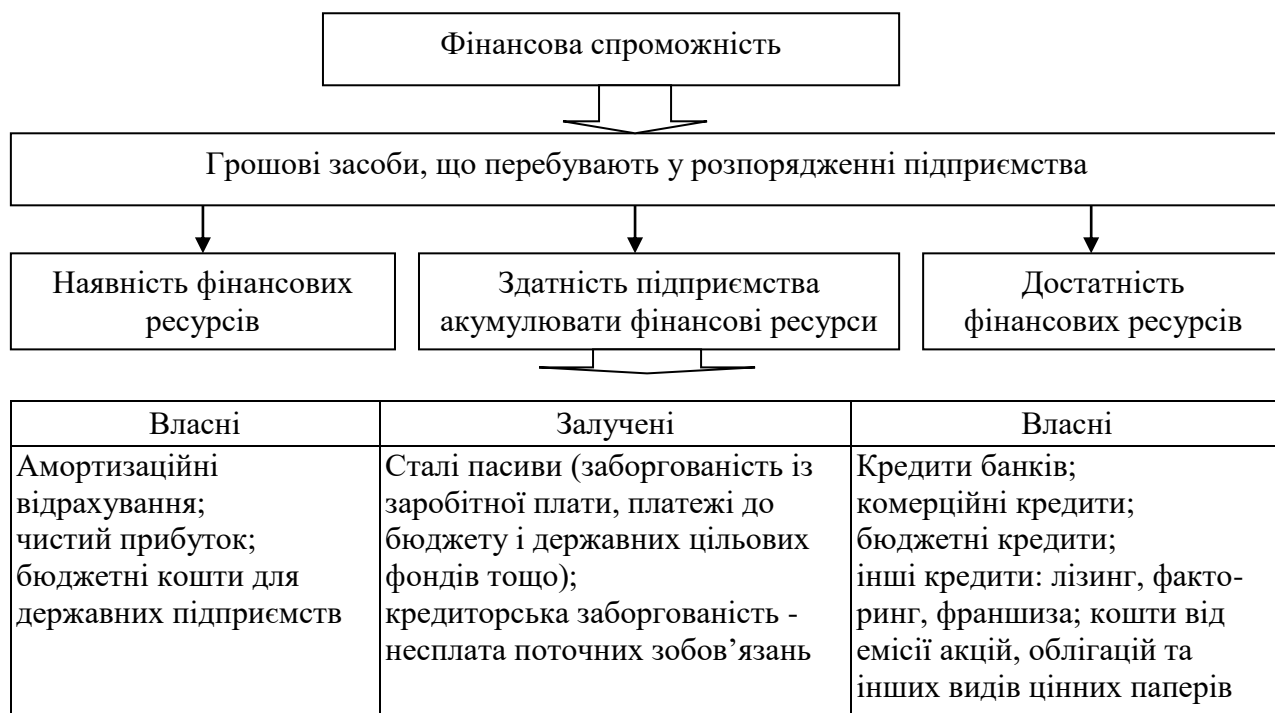 Фінансова спроможність
Грошові засоби, що перебувають у розпорядженні підприємства
Наявність фінансових
ресурсів
Здатність підприємства
акумулювати фінансові ресурси
Достатність
фінансових ресурсів
Власні
Амортизаційні
відрахування;
чистий прибуток;
бюджетні кошти для
державних підприємств
Залучені
Сталі пасиви (заборгованість із
заробітної плати, платежі до
бюджету і державних цільових
фондів тощо);
кредиторська заборгованість -
несплата поточних зобов’язань
Власні
Кредити банків;
комерційні кредити;
бюджетні кредити;
інші кредити: лізинг, факто-
ринг, франшиза; кошти від
емісії акцій, облігацій та
інших видів цінних паперів